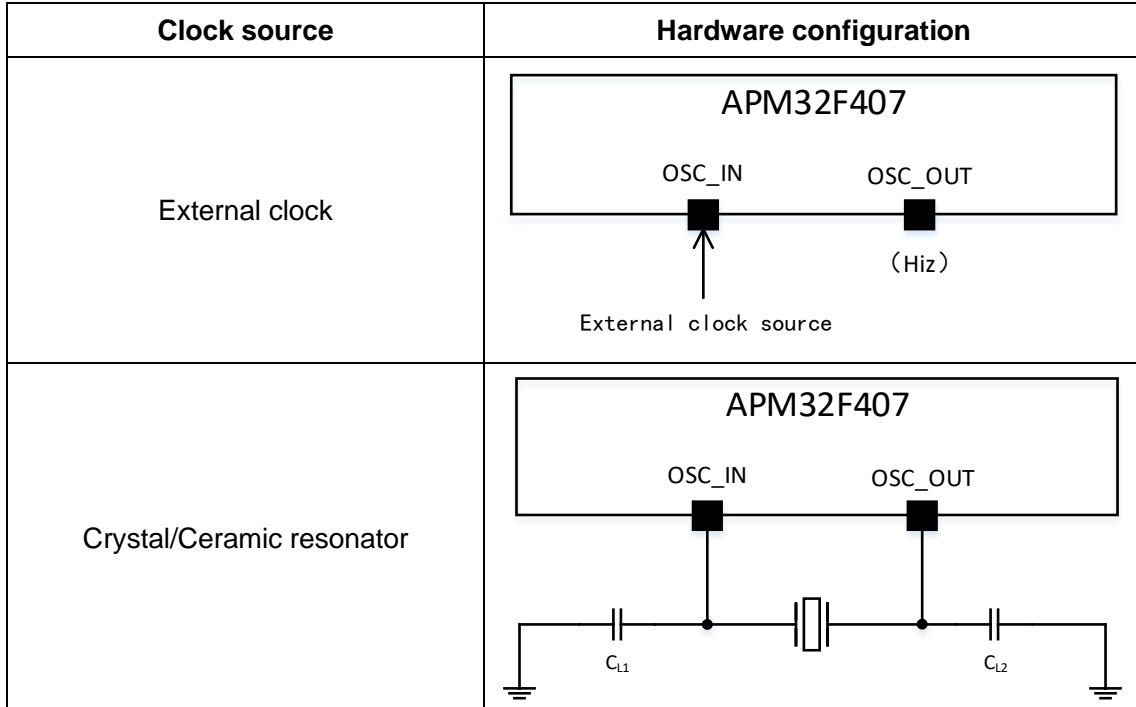 Clock source
Hardware configuration
External clock
APM32F407
OSC_IN
OSC_OUT
（Hiz）
External clock source
Crystal/Ceramic resonator
APM32F407
OSC_IN
OSC_OUT
CL1
CL2